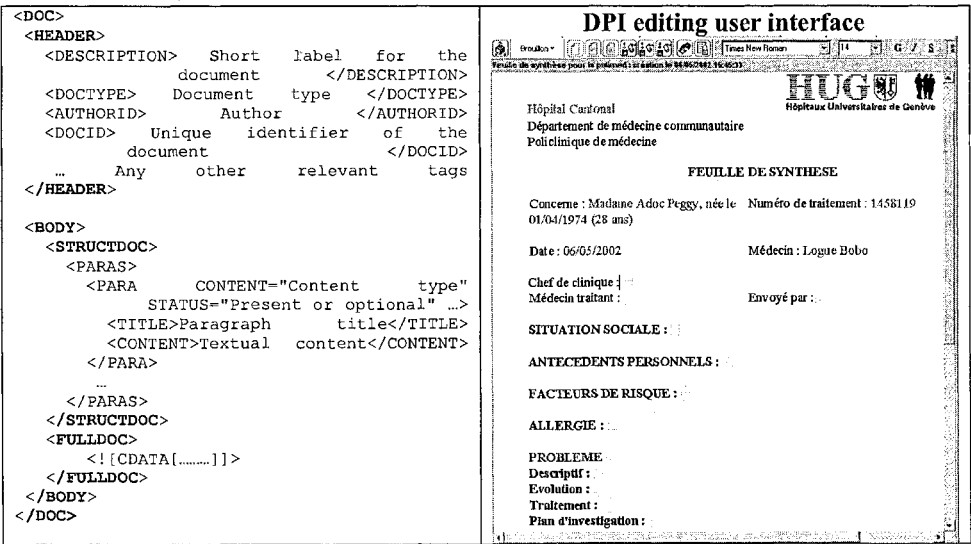 <DOC>
<HEADER>
<DESCRIPTION> Short label for the
document </DESCRIPTION>
<DOCTYPE> Document type </DOCTYPE>
<AUTHORID> Author </AUTHORID>
<DOCID> Unique identifier of the
document </DOCID>
… Any other relevant tags
</HEADER>
<BODY>
<STRUCTDOC>
<PARAS>
<PARA CONTENT="Content type"
STATUS="Present or optional" …>
<TITLE>Paragraph title</TITLE>
<CONTENT>Textual content</CONTENT>
</PARA>
…
</PARAS>
</STRUCTDOC>
<FULLDOC>
<![CDATA[………]]>
</FULLDOC>
</BODY>
</DOC>
DPI editing user interface
Brouillon Times New Roman 14 G I S
HUG
Hôpitaux Universitaires de Genève
Hôpital Cantonal
Département de médecine communautaire
Policlinique de médecine
FEUILLE DE SYNTHESE
Concerne : Madame Adoc Peggy, née le Numéro de traitement : 1458119
01/04/1974 (28 ans)
Date : 06/05/2002 Médecin : Logue Bobo
Chef de clinique :
Médecin traitant : Envoyé par :
SITUATION SOCIALE :
ANTECEDENTS PERSONNELS :
FACTEURS DE RISQUE :
ALLERGIE :
PROBLEME
Descriptif :
Evolution :
Traitement :
Plan d'investigation :